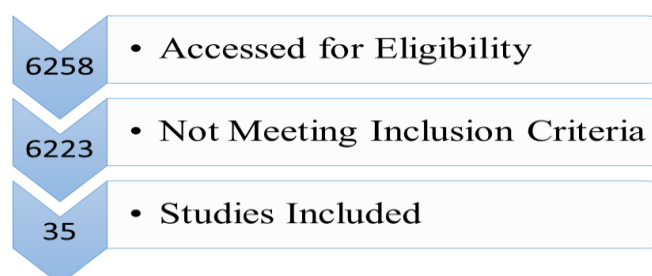 6258
• Accessed for Eligibility
6223
• Not Meeting Inclusion Criteria
35
• Studies Included